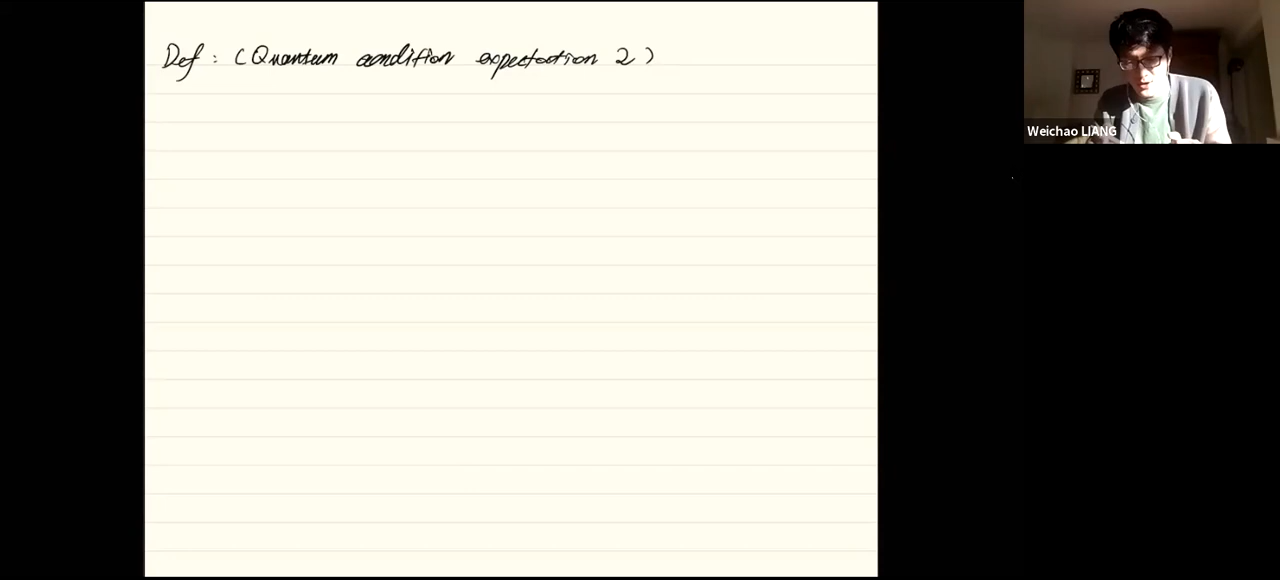 Def : (Quantum condition expectation 2)
Weichao LIANG